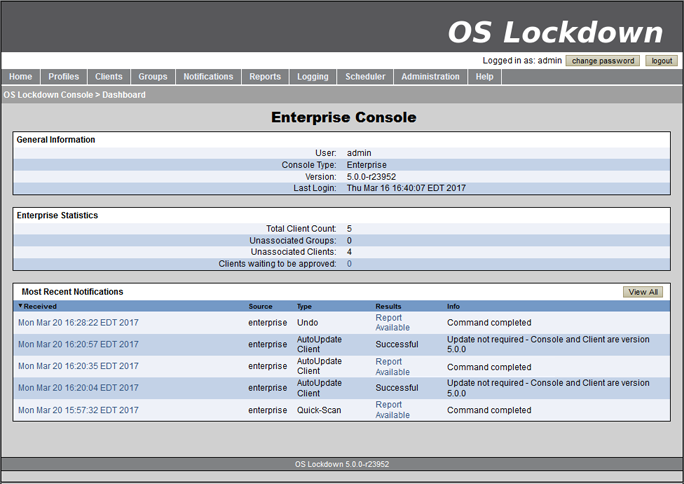 OS Lockdown
Logged in as: admin change password logout
Home Profiles Clients Groups Notifications Reports Logging Scheduler Administration Help
OS Lockdown Console > Dashboard
Enterprise Console
General Information
User: admin
Console Type: Enterprise
Version: 5.0.0-r23952
Last Login: Thu Mar 16 16:40:07 EDT 2017
Enterprise Statistics
Total Client Count: 5
Unassociated Groups: 0
Unassociated Clients: 4
Clients waiting to be approved: 0
Most Recent Notifications View All
▼Received Source Type Results Info
Mon Mar 20 16:28:22 EDT 2017 enterprise Undo Report Available Command completed
Mon Mar 20 16:20:57 EDT 2017 enterprise AutoUpdate Client Successful Update not required - Console and Client are version 5.0.0
Mon Mar 20 16:20:35 EDT 2017 enterprise AutoUpdate Client Report Available Command completed
Mon Mar 20 16:20:04 EDT 2017 enterprise AutoUpdate Client Successful Update not required - Console and Client are version 5.0.0
Mon Mar 20 15:57:32 EDT 2017 enterprise Quick-Scan Report Available Command completed
OS Lockdown 5.0.0-r23952